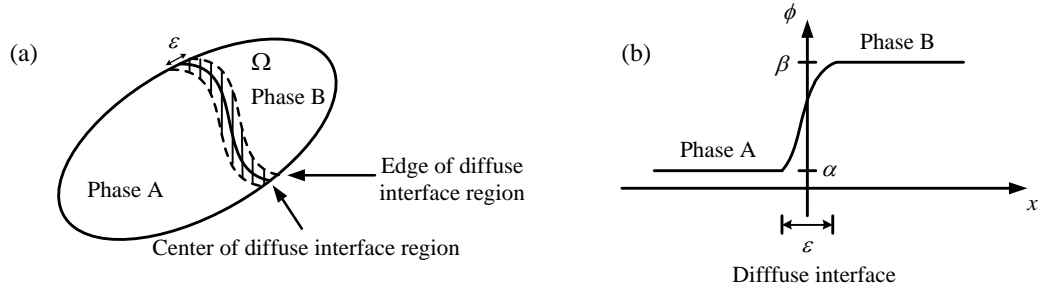 (a)
ε
Ω
Phase B
Phase A
Edge of diffuse
interface region
Center of diffuse interface region
(b)
ϕ
Phase B
β
Phase A
α
x
ε
Difffuse interface